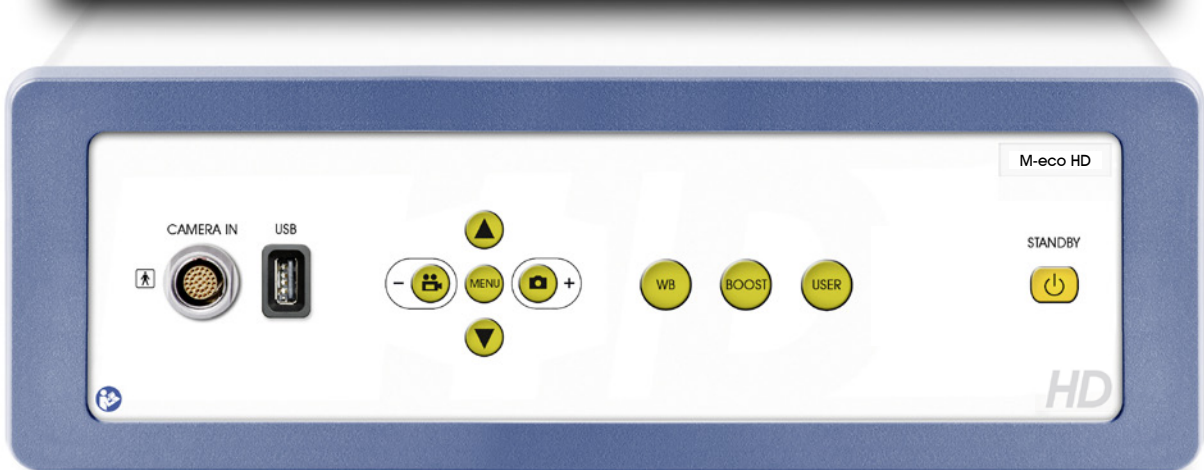 M-eco HD
CAMERA IN
USB
STANDBY
- MENU +
WB
BOOST
USER
HD